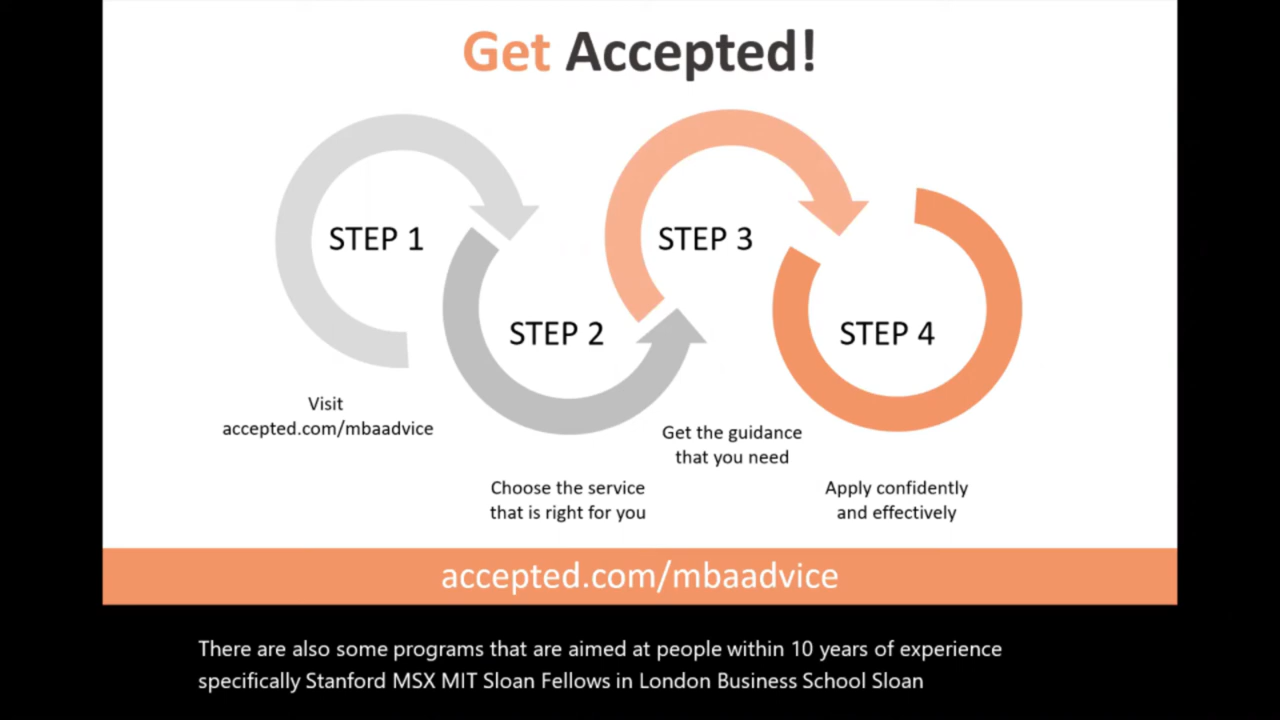 Get Accepted!
STEP 1
Visit
accepted.com/mbaadvice
STEP 2
Choose the service
that is right for you
STEP 3
Get the guidance
that you need
STEP 4
Apply confidently
and effectively
accepted.com/mbaadvice
There are also some programs that are aimed at people within 10 years of experience
specifically Stanford MSX MIT Sloan Fellows in London Business School Sloan